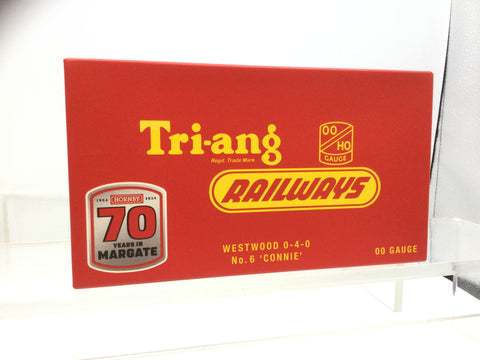 Tri-ang
Regd. Trade Mark
OO
HO
GAUGE
RAILWAYS
1954 HORNBY 2024
70
YEARS IN
MARGATE
WESTWOOD 0-4-0
No.6 'CONNIE'
00 GAUGE